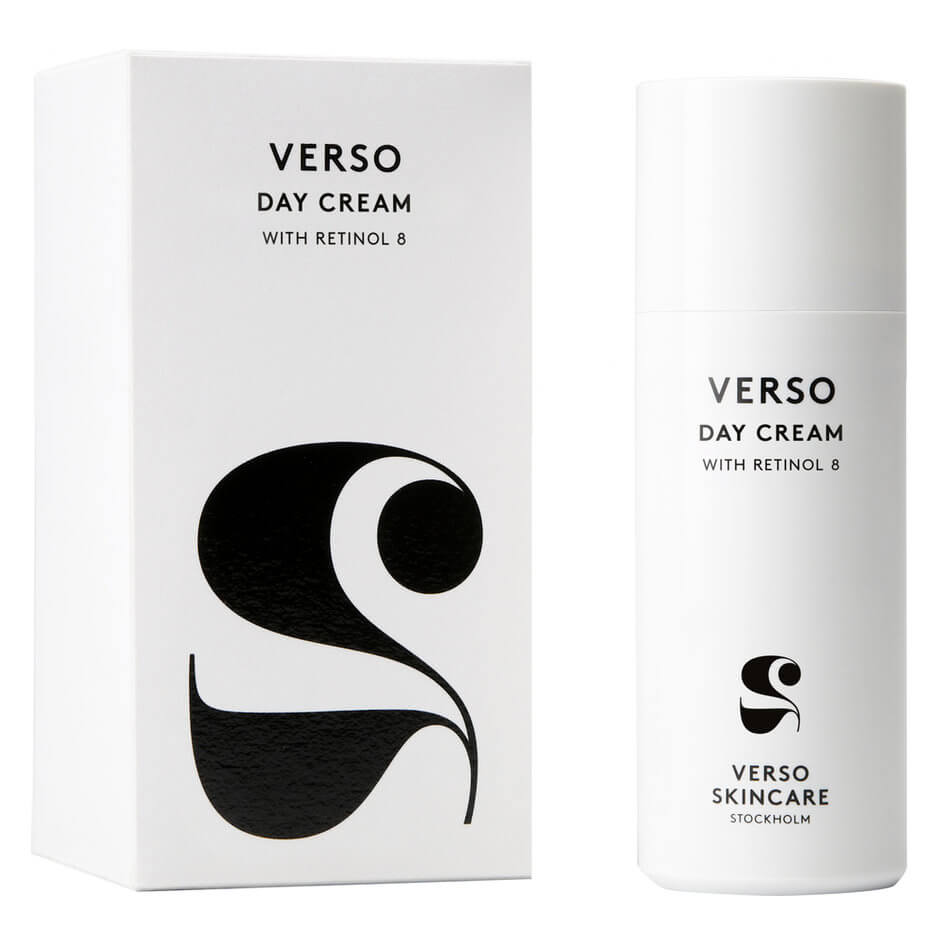 VERSO
DAY CREAM
WITH RETINOL 8
VERSO
DAY CREAM
WITH RETINOL 8
VERSO
SKINCARE
STOCKHOLM